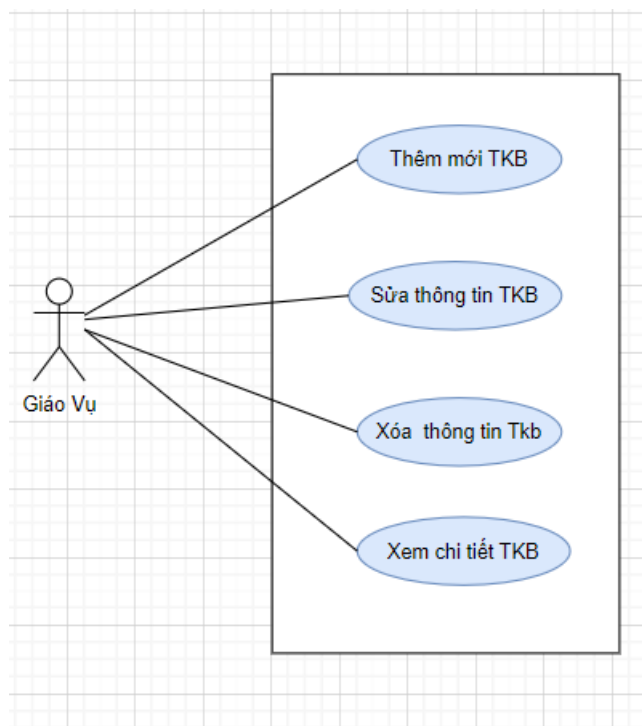 Thêm mới TKB
Sửa thông tin TKB
Giáo Vụ
Xóa  thông tin Tkb
Xem chi tiết TKB